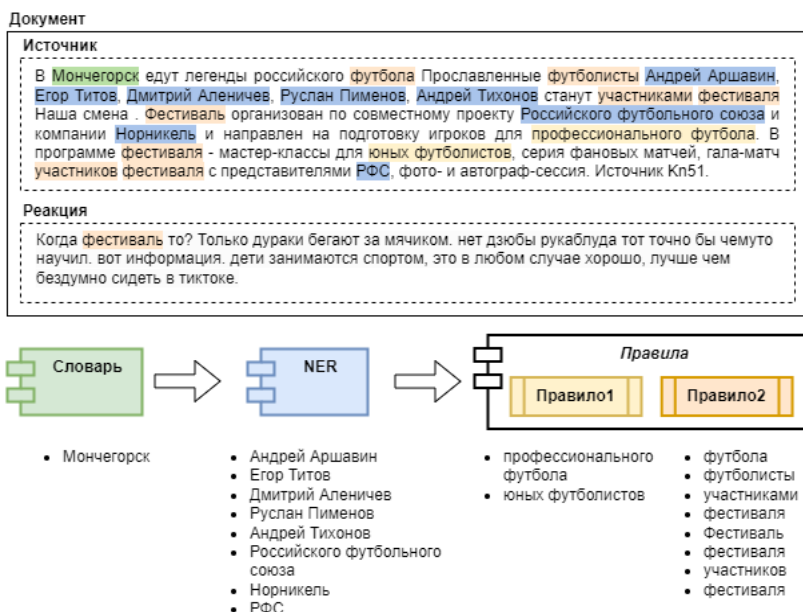 Документ
Источник
В Мончегорск едут легенды российского футбола Прославленные футболисты Андрей Аршавин,
Егор Титов, Дмитрий Аленичев, Руслан Пименов, Андрей Тихонов станут участниками фестиваля
Наша смена . Фестиваль организован по совместному проекту Российского футбольного союза и
компании Норникель и направлен на подготовку игроков для профессионального футбола. В
программе фестиваля - мастер-классы для юных футболистов, серия фановых матчей, гала-матч
участников фестиваля с представителями РФС, фото- и автограф-сессия. Источник Kn51.
Реакция
Когда фестиваль то? Только дураки бегают за мячиком. нет дзюбы рукаблуда тот точно бы чемуто
научил. вот информация. дети занимаются спортом, это в любом случае хорошо, лучше чем
бездумно сидеть в тиктоке.
Словарь
NER
Правила
Правило1
Правило2
• Мончегорск
• Андрей Аршавин
• Егор Титов
• Дмитрий Аленичев
• Руслан Пименов
• Андрей Тихонов
• Российского футбольного
союза
• Норникель
• РФС
• профессионального
футбола
• юных футболистов
• футбола
• футболисты
• участниками
• фестиваля
• Фестиваль
• фестиваля
• участников
• фестиваля